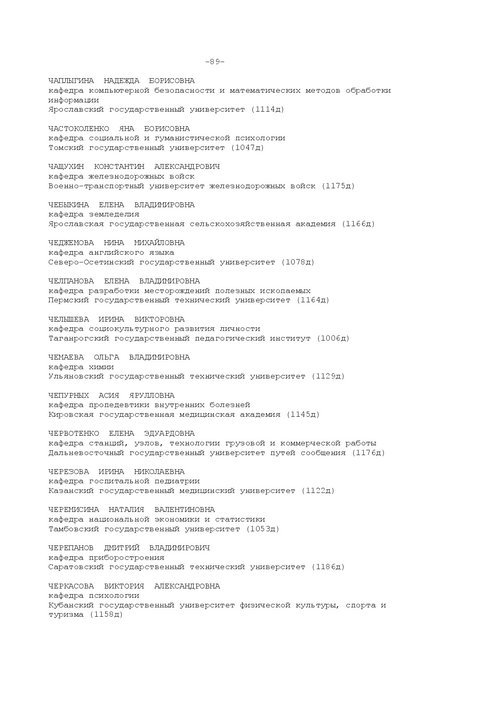 -89-
ЧАПЛЫГИНА НАДЕЖДА БОРИСОВНА
кафедра компьютерной безопасности и математических методов обработки
информации
Ярославский государственный университет (1114д)
ЧАСТОКОЛЕНКО ЯНА БОРИСОВНА
кафедра социальной и гуманистической психологии
Томский государственный университет (1047д)
ЧАЩУХИН КОНСТАНТИН АЛЕКСАНДРОВИЧ
кафедра железнодорожных войск
Военно-транспортный университет железнодорожных войск (1175д)
ЧЕБЫКИНА ЕЛЕНА ВЛАДИМИРОВНА
кафедра земледелия
Ярославская государственная сельскохозяйственная академия (1166д)
ЧЕДЖЕМОВА НИНА МИХАЙЛОВНА
кафедра английского языка
Северо-Осетинский государственный университет (1078д)
ЧЕЛПАНОВА ЕЛЕНА ВЛАДИМИРОВНА
кафедра разработки месторождений полезных ископаемых
Пермский государственный технический университет (1164д)
ЧЕЛЫШЕВА ИРИНА ВИКТОРОВНА
кафедра социокультурного развития личности
Таганрогский государственный педагогический институт (1006д)
ЧЕМАЕВА ОЛЬГА ВЛАДИМИРОВНА
кафедра химии
Ульяновский государственный технический университет (1129д)
ЧЕПУРНЫХ АСИЯ ЯРУЛЛОВНА
кафедра пропедевтики внутренних болезней
Кировская государственная медицинская академия (1145д)
ЧЕРВОТЕНКО ЕЛЕНА ЭДУАРДОВНА
кафедра станций, узлов, технологии грузовой и коммерческой работы
Дальневосточный государственный университет путей сообщения (1176д)
ЧЕРЕЗОВА ИРИНА НИКОЛАЕВНА
кафедра госпитальной педиатрии
Казанский государственный медицинский университет (1122д)
ЧЕРЕМИСИНА НАТАЛИЯ ВАЛЕНТИНОВНА
кафедра национальной экономики и статистики
Тамбовский государственный университет (1053д)
ЧЕРЕПАНОВ ДМИТРИЙ ВЛАДИМИРОВИЧ
кафедра приборостроения
Саратовский государственный технический университет (1186д)
ЧЕРКАСОВА ВИКТОРИЯ АЛЕКСАНДРОВНА
кафедра психологии
Кубанский государственный университет физической культуры, спорта и
туризма (1158д)